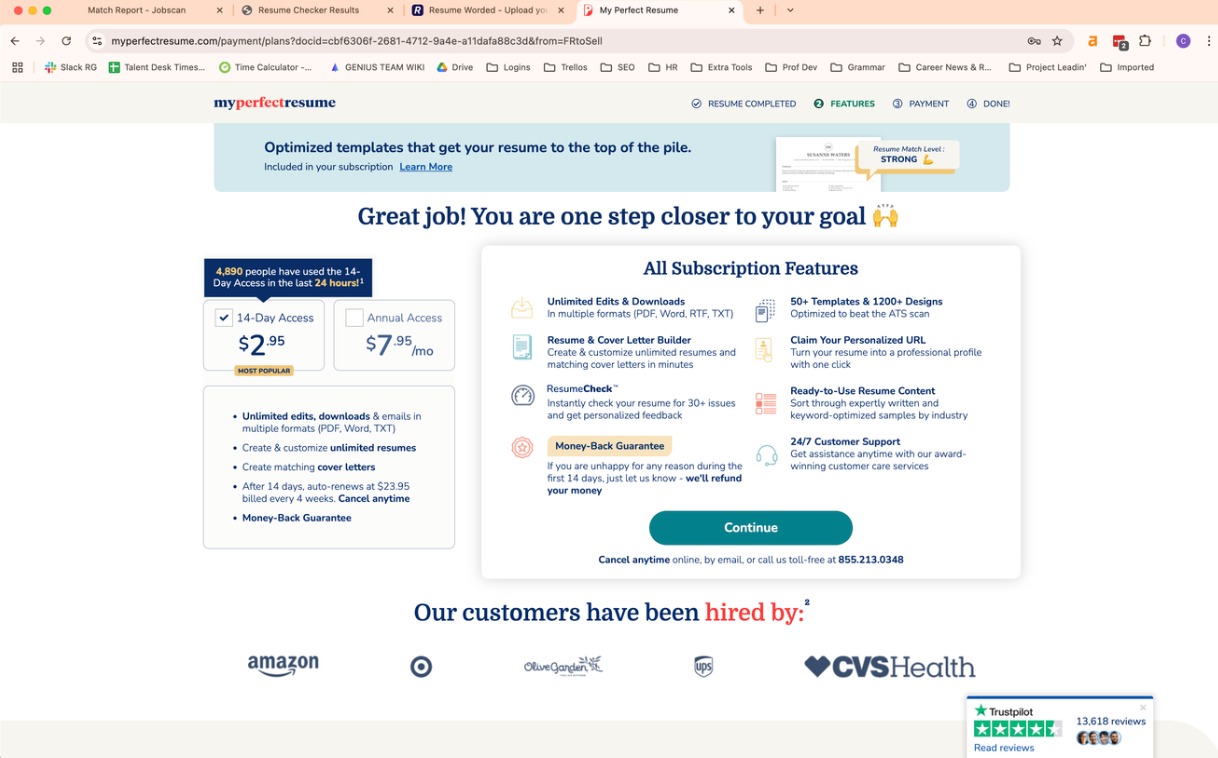 Match Report - Jobscan
Resume Checker Results
Resume Worded - Upload yo
My Perfect Resume
myperfectresume.com/payment/plans?docid=cbf6306f-2681-4712-9a4e-a11dafa88c3d&from=FRtoSell
2
C
Slack RG
Talent Desk Times...
Time Calculator -...
GENIUS TEAM WIKI
Drive
Logins
Trellos
SEO
HR
Extra Tools
Prof Dev
Grammar
Career News & R...
Project Leadin'
Imported
myperfectresume
RESUME COMPLETED
2 FEATURES
3 PAYMENT
4 DONE!
Optimized templates that get your resume to the top of the pile.
Included in your subscription Learn More
SUSANNE WATERS
Resume Match Level :
STRONG 💪
Great job! You are one step closer to your goal 🙌
4,890 people have used the 14-
Day Access in the last 24 hours!¹
14-Day Access
$2.95
MOST POPULAR
Annual Access
$7.95/mo
• Unlimited edits, downloads & emails in
multiple formats (PDF, Word, TXT)
• Create & customize unlimited resumes
• Create matching cover letters
• After 14 days, auto-renews at $23.95
billed every 4 weeks. Cancel anytime
• Money-Back Guarantee
All Subscription Features
Unlimited Edits & Downloads
In multiple formats (PDF, Word, RTF, TXT)
50+ Templates & 1200+ Designs
Optimized to beat the ATS scan
Resume & Cover Letter Builder
Create & customize unlimited resumes and
matching cover letters in minutes
Claim Your Personalized URL
Turn your resume into a professional profile
with one click
ResumeCheck™
Instantly check your resume for 30+ issues
and get personalized feedback
Ready-to-Use Resume Content
Sort through expertly written and
keyword-optimized samples by industry
Money-Back Guarantee
If you are unhappy for any reason during the
first 14 days, just let us know - we'll refund
your money
24/7 Customer Support
Get assistance anytime with our award-
winning customer care services
Continue
Cancel anytime online, by email, or call us toll-free at 855.213.0348
Our customers have been hired by:²
amazon
Olive Garden
ups
CVSHealth
Trustpilot
13,618 reviews
Read reviews